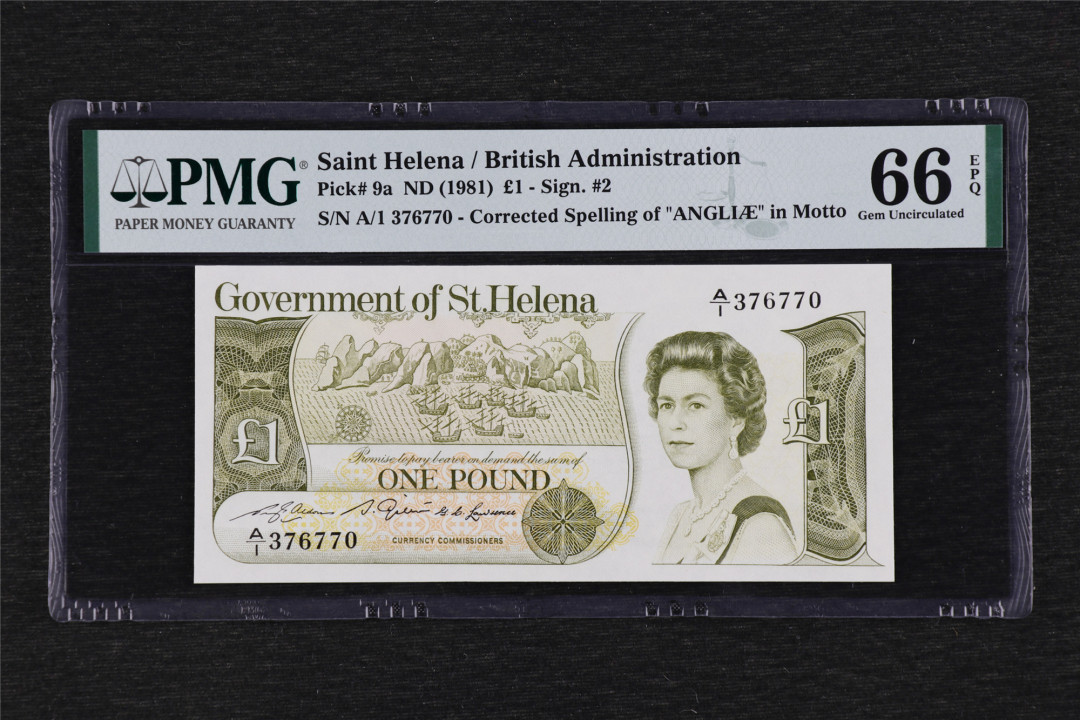 PMG®
PAPER MONEY GUARANTY
Saint Helena / British Administration
Pick# 9a ND (1981) £1 - Sign. #2
S/N A/1 376770 - Corrected Spelling of "ANGLIÆ" in Motto
66 EPQ
Gem Uncirculated
Government of St.Helena
A/1 376770
£1
£1
Promise to pay bearer on demand the sum of
ONE POUND
A/1 376770
CURRENCY COMMISSIONERS